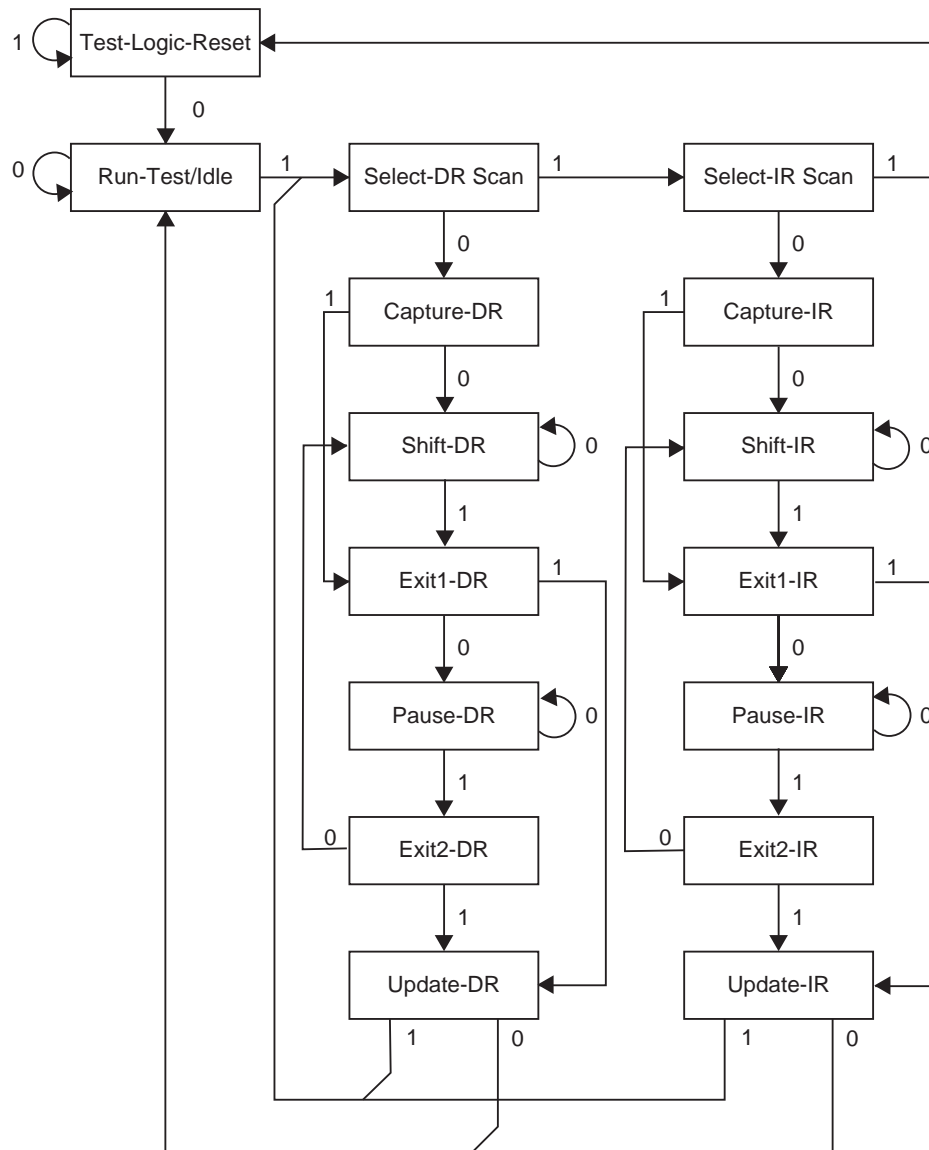 1 Test-Logic-Reset
0
0 Run-Test/Idle 1 Select-DR Scan 1 Select-IR Scan 1
0 0
1 Capture-DR 1 Capture-IR
0 0
Shift-DR 0 Shift-IR 0
1 1
Exit1-DR 1 Exit1-IR 1
0 0
Pause-DR 0 Pause-IR 0
1 1
0 Exit2-DR 0 Exit2-IR
1 1
Update-DR Update-IR
1 0 1 0